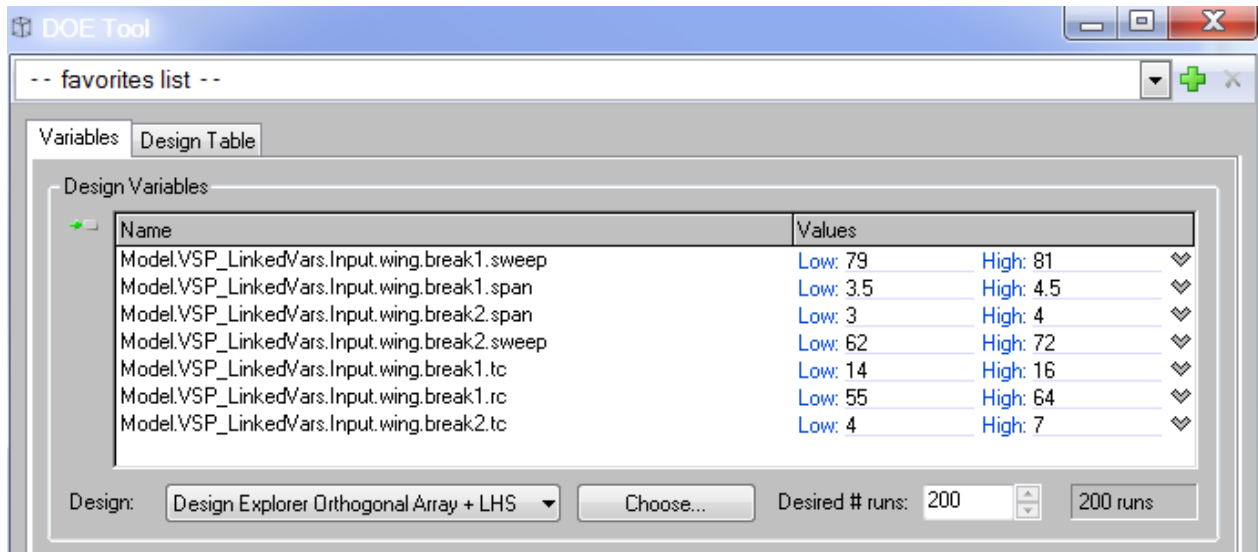 DOE Tool
-- favorites list --
Variables Design Table
Design Variables
Name Values
Model.VSP_LinkedVars.Input.wing.break1.sweep Low: 79 High: 81
Model.VSP_LinkedVars.Input.wing.break1.span Low: 3.5 High: 4.5
Model.VSP_LinkedVars.Input.wing.break2.span Low: 3 High: 4
Model.VSP_LinkedVars.Input.wing.break2.sweep Low: 62 High: 72
Model.VSP_LinkedVars.Input.wing.break1.tc Low: 14 High: 16
Model.VSP_LinkedVars.Input.wing.break1.rc Low: 55 High: 64
Model.VSP_LinkedVars.Input.wing.break2.tc Low: 4 High: 7
Design: Design Explorer Orthogonal Array + LHS Choose... Desired # runs: 200 200 runs